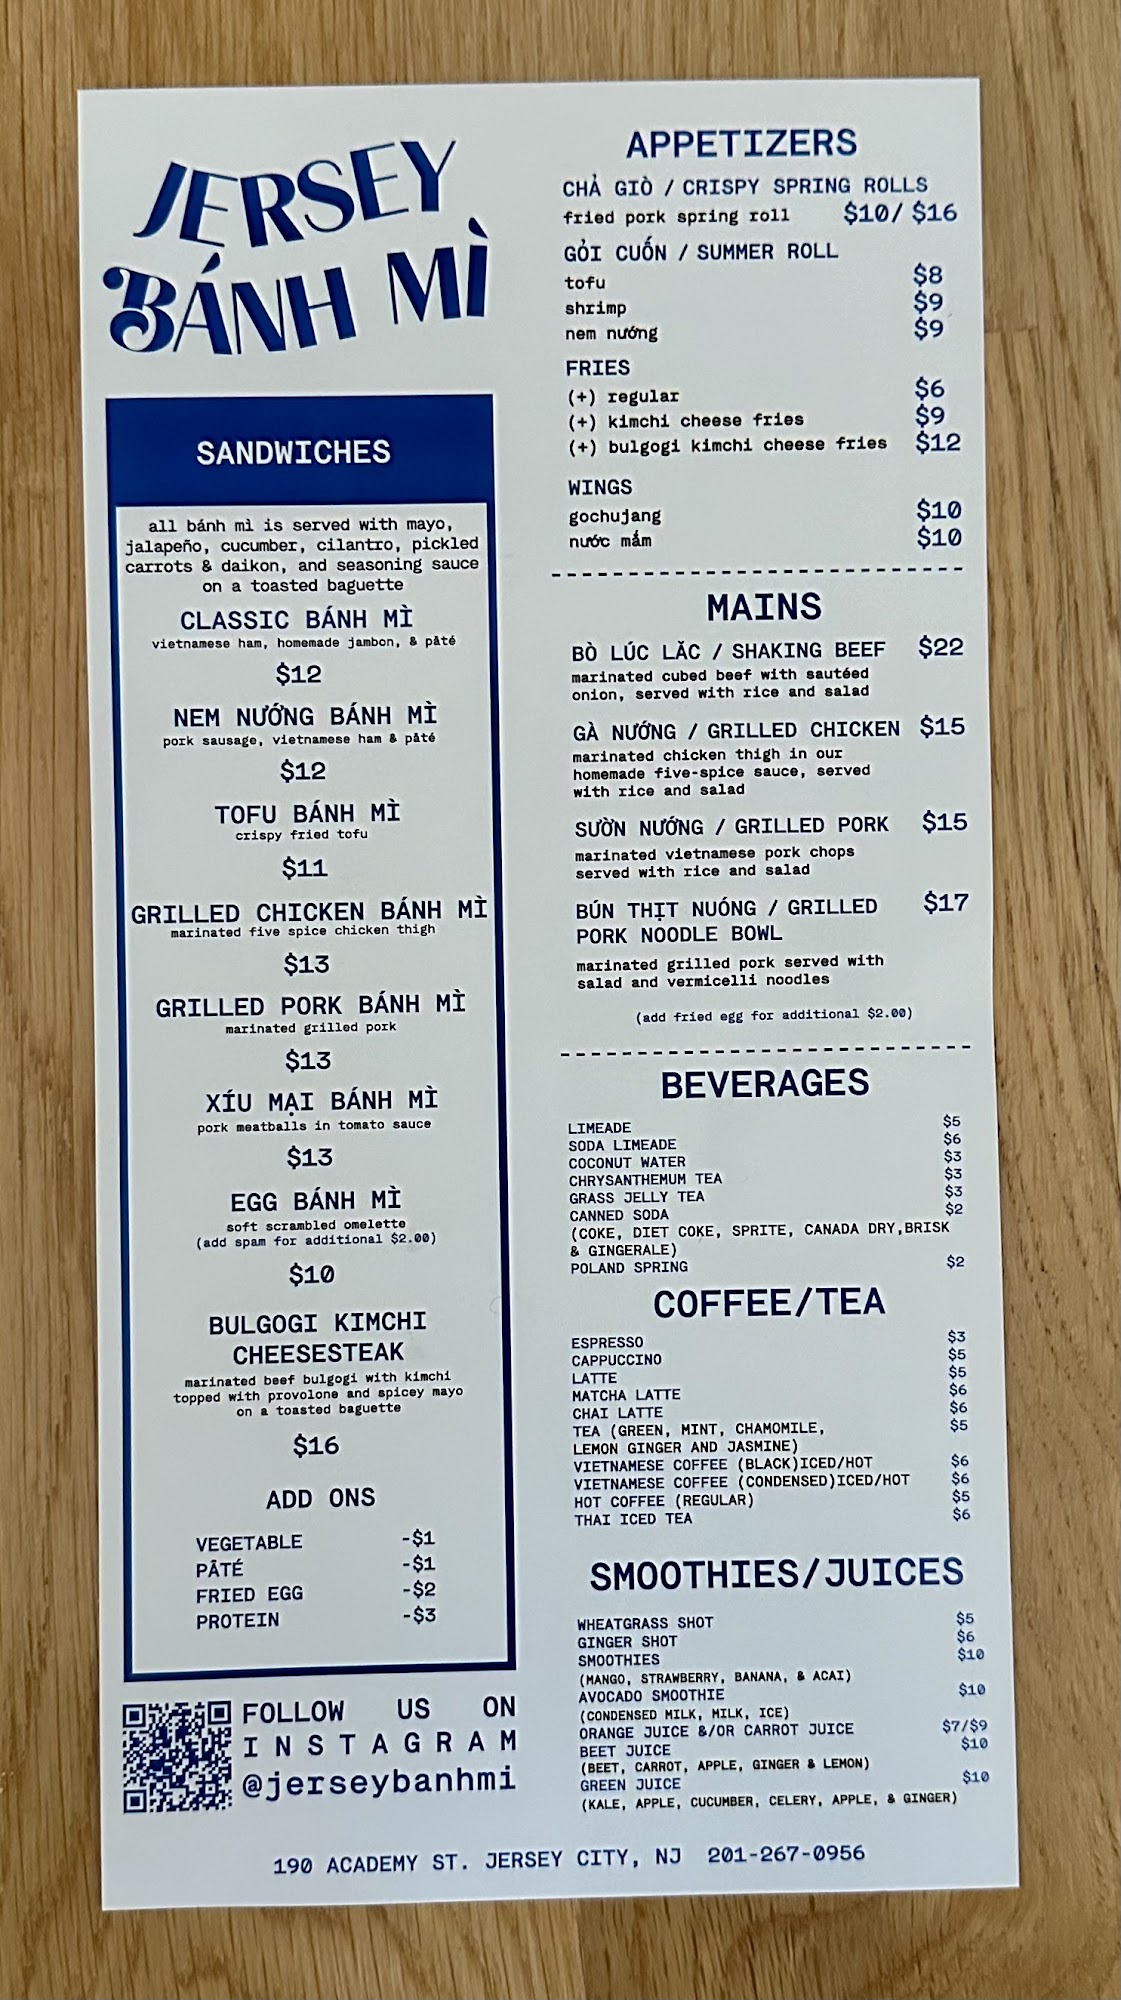 JERSEY
BÁNH MÌ
SANDWICHES
all bánh mì is served with mayo,
jalapeño, cucumber, cilantro, pickled
carrots & daikon, and seasoning sauce
on a toasted baguette
CLASSIC BÁNH MÌ
vietnamese ham, homemade jambon, & pâté
$12
NEM NƯỚNG BÁNH MÌ
pork sausage, vietnamese ham & pâté
$12
TOFU BÁNH MÌ
crispy fried tofu
$11
GRILLED CHICKEN BÁNH MÌ
marinated five spice chicken thigh
$13
GRILLED PORK BÁNH MÌ
marinated grilled pork
$13
XÍU MẠI BÁNH MÌ
pork meatballs in tomato sauce
$13
EGG BÁNH MÌ
soft scrambled omelette
(add spam for additional $2.00)
$10
BULGOGI KIMCHI
CHEESESTEAK
marinated beef bulgogi with kimchi
topped with provolone and spicey mayo
on a toasted baguette
$16
ADD ONS
VEGETABLE -$1
PÂTÉ -$1
FRIED EGG -$2
PROTEIN -$3
FOLLOW US ON
INSTAGRAM
@jerseybanhmi
APPETIZERS
CHẢ GIÒ / CRISPY SPRING ROLLS
fried pork spring roll $10/ $16
GỎI CUỐN / SUMMER ROLL
tofu $8
shrimp $9
nem nướng $9
FRIES
(+) regular $6
(+) kimchi cheese fries $9
(+) bulgogi kimchi cheese fries $12
WINGS
gochujang $10
nước mắm $10
MAINS
BÒ LÚC LẮC / SHAKING BEEF $22
marinated cubed beef with sautéed
onion, served with rice and salad
GÀ NƯỚNG / GRILLED CHICKEN $15
marinated chicken thigh in our
homemade five-spice sauce, served
with rice and salad
SƯỜN NƯỚNG / GRILLED PORK $15
marinated vietnamese pork chops
served with rice and salad
BÚN THỊT NUÓNG / GRILLED $17
PORK NOODLE BOWL
marinated grilled pork served with
salad and vermicelli noodles
(add fried egg for additional $2.00)
BEVERAGES
LIMEADE $5
SODA LIMEADE $6
COCONUT WATER $3
CHRYSANTHEMUM TEA $3
GRASS JELLY TEA $3
CANNED SODA $2
(COKE, DIET COKE, SPRITE, CANADA DRY,BRISK
& GINGERALE)
POLAND SPRING $2
COFFEE/TEA
ESPRESSO $3
CAPPUCCINO $5
LATTE $5
MATCHA LATTE $6
CHAI LATTE $6
TEA (GREEN, MINT, CHAMOMILE, $5
LEMON GINGER AND JASMINE)
VIETNAMESE COFFEE (BLACK)ICED/HOT $6
VIETNAMESE COFFEE (CONDENSED)ICED/HOT $6
HOT COFFEE (REGULAR) $5
THAI ICED TEA $6
SMOOTHIES/JUICES
WHEATGRASS SHOT $5
GINGER SHOT $6
SMOOTHIES $10
(MANGO, STRAWBERRY, BANANA, & ACAI)
AVOCADO SMOOTHIE $10
(CONDENSED MILK, MILK, ICE)
ORANGE JUICE &/OR CARROT JUICE $7/$9
BEET JUICE $10
(BEET, CARROT, APPLE, GINGER & LEMON)
GREEN JUICE $10
(KALE, APPLE, CUCUMBER, CELERY, APPLE, & GINGER)
190 ACADEMY ST. JERSEY CITY, NJ 201-267-0956